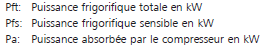 Pft: Puissance frigorifique totale en kW
Pfs: Puissance frigorifique sensible en kW
Pa: Puissance absorbée par le compresseur en kW